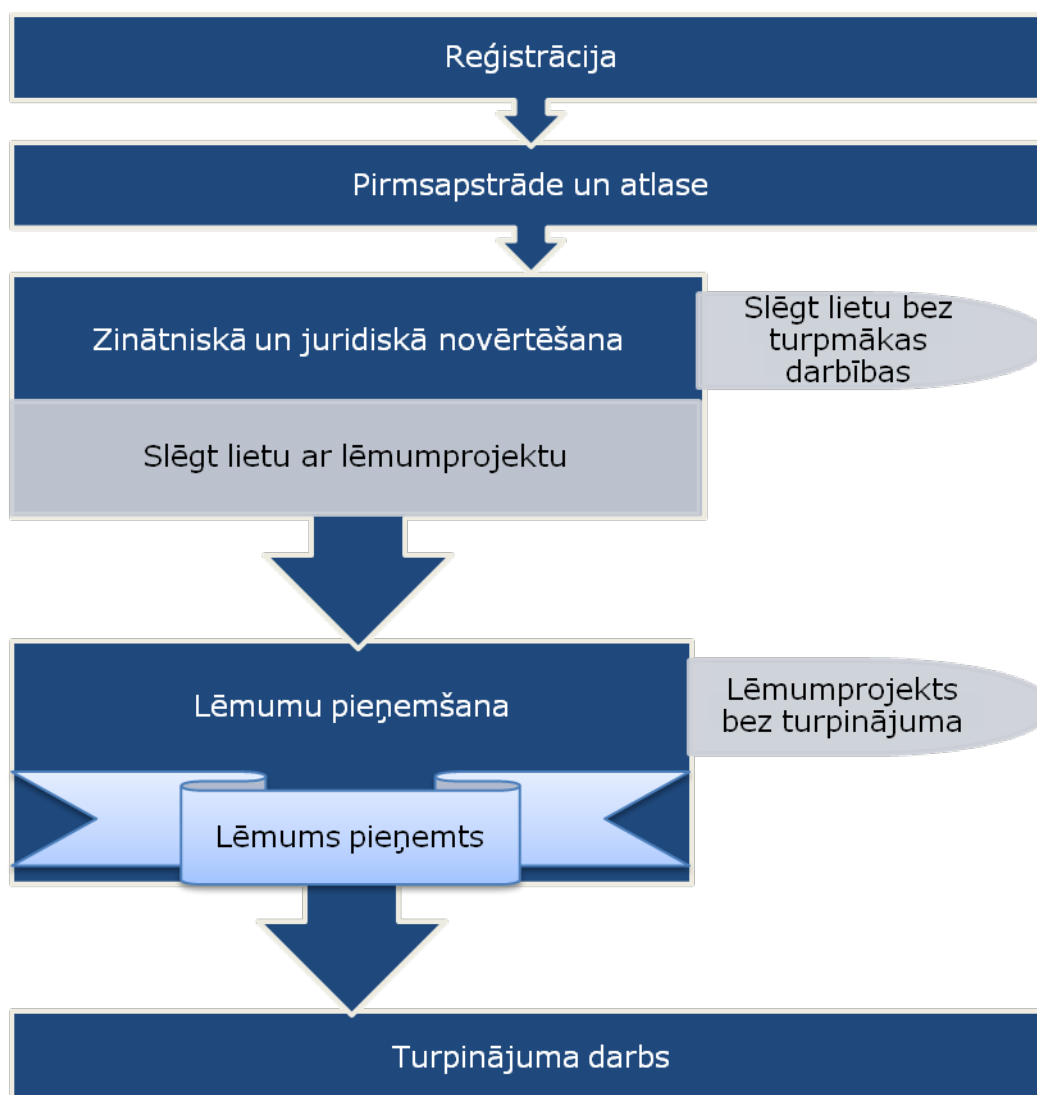 Reģistrācija
Pirmsapstrāde un atlase
Zinātniskā un juridiskā novērtēšana
Slēgt lietu bez
turpmākas
darbības
Slēgt lietu ar lēmumprojektu
Lēmumu pieņemšana
Lēmumprojekts
bez turpinājuma
Lēmums pieņemts
Turpinājuma darbs